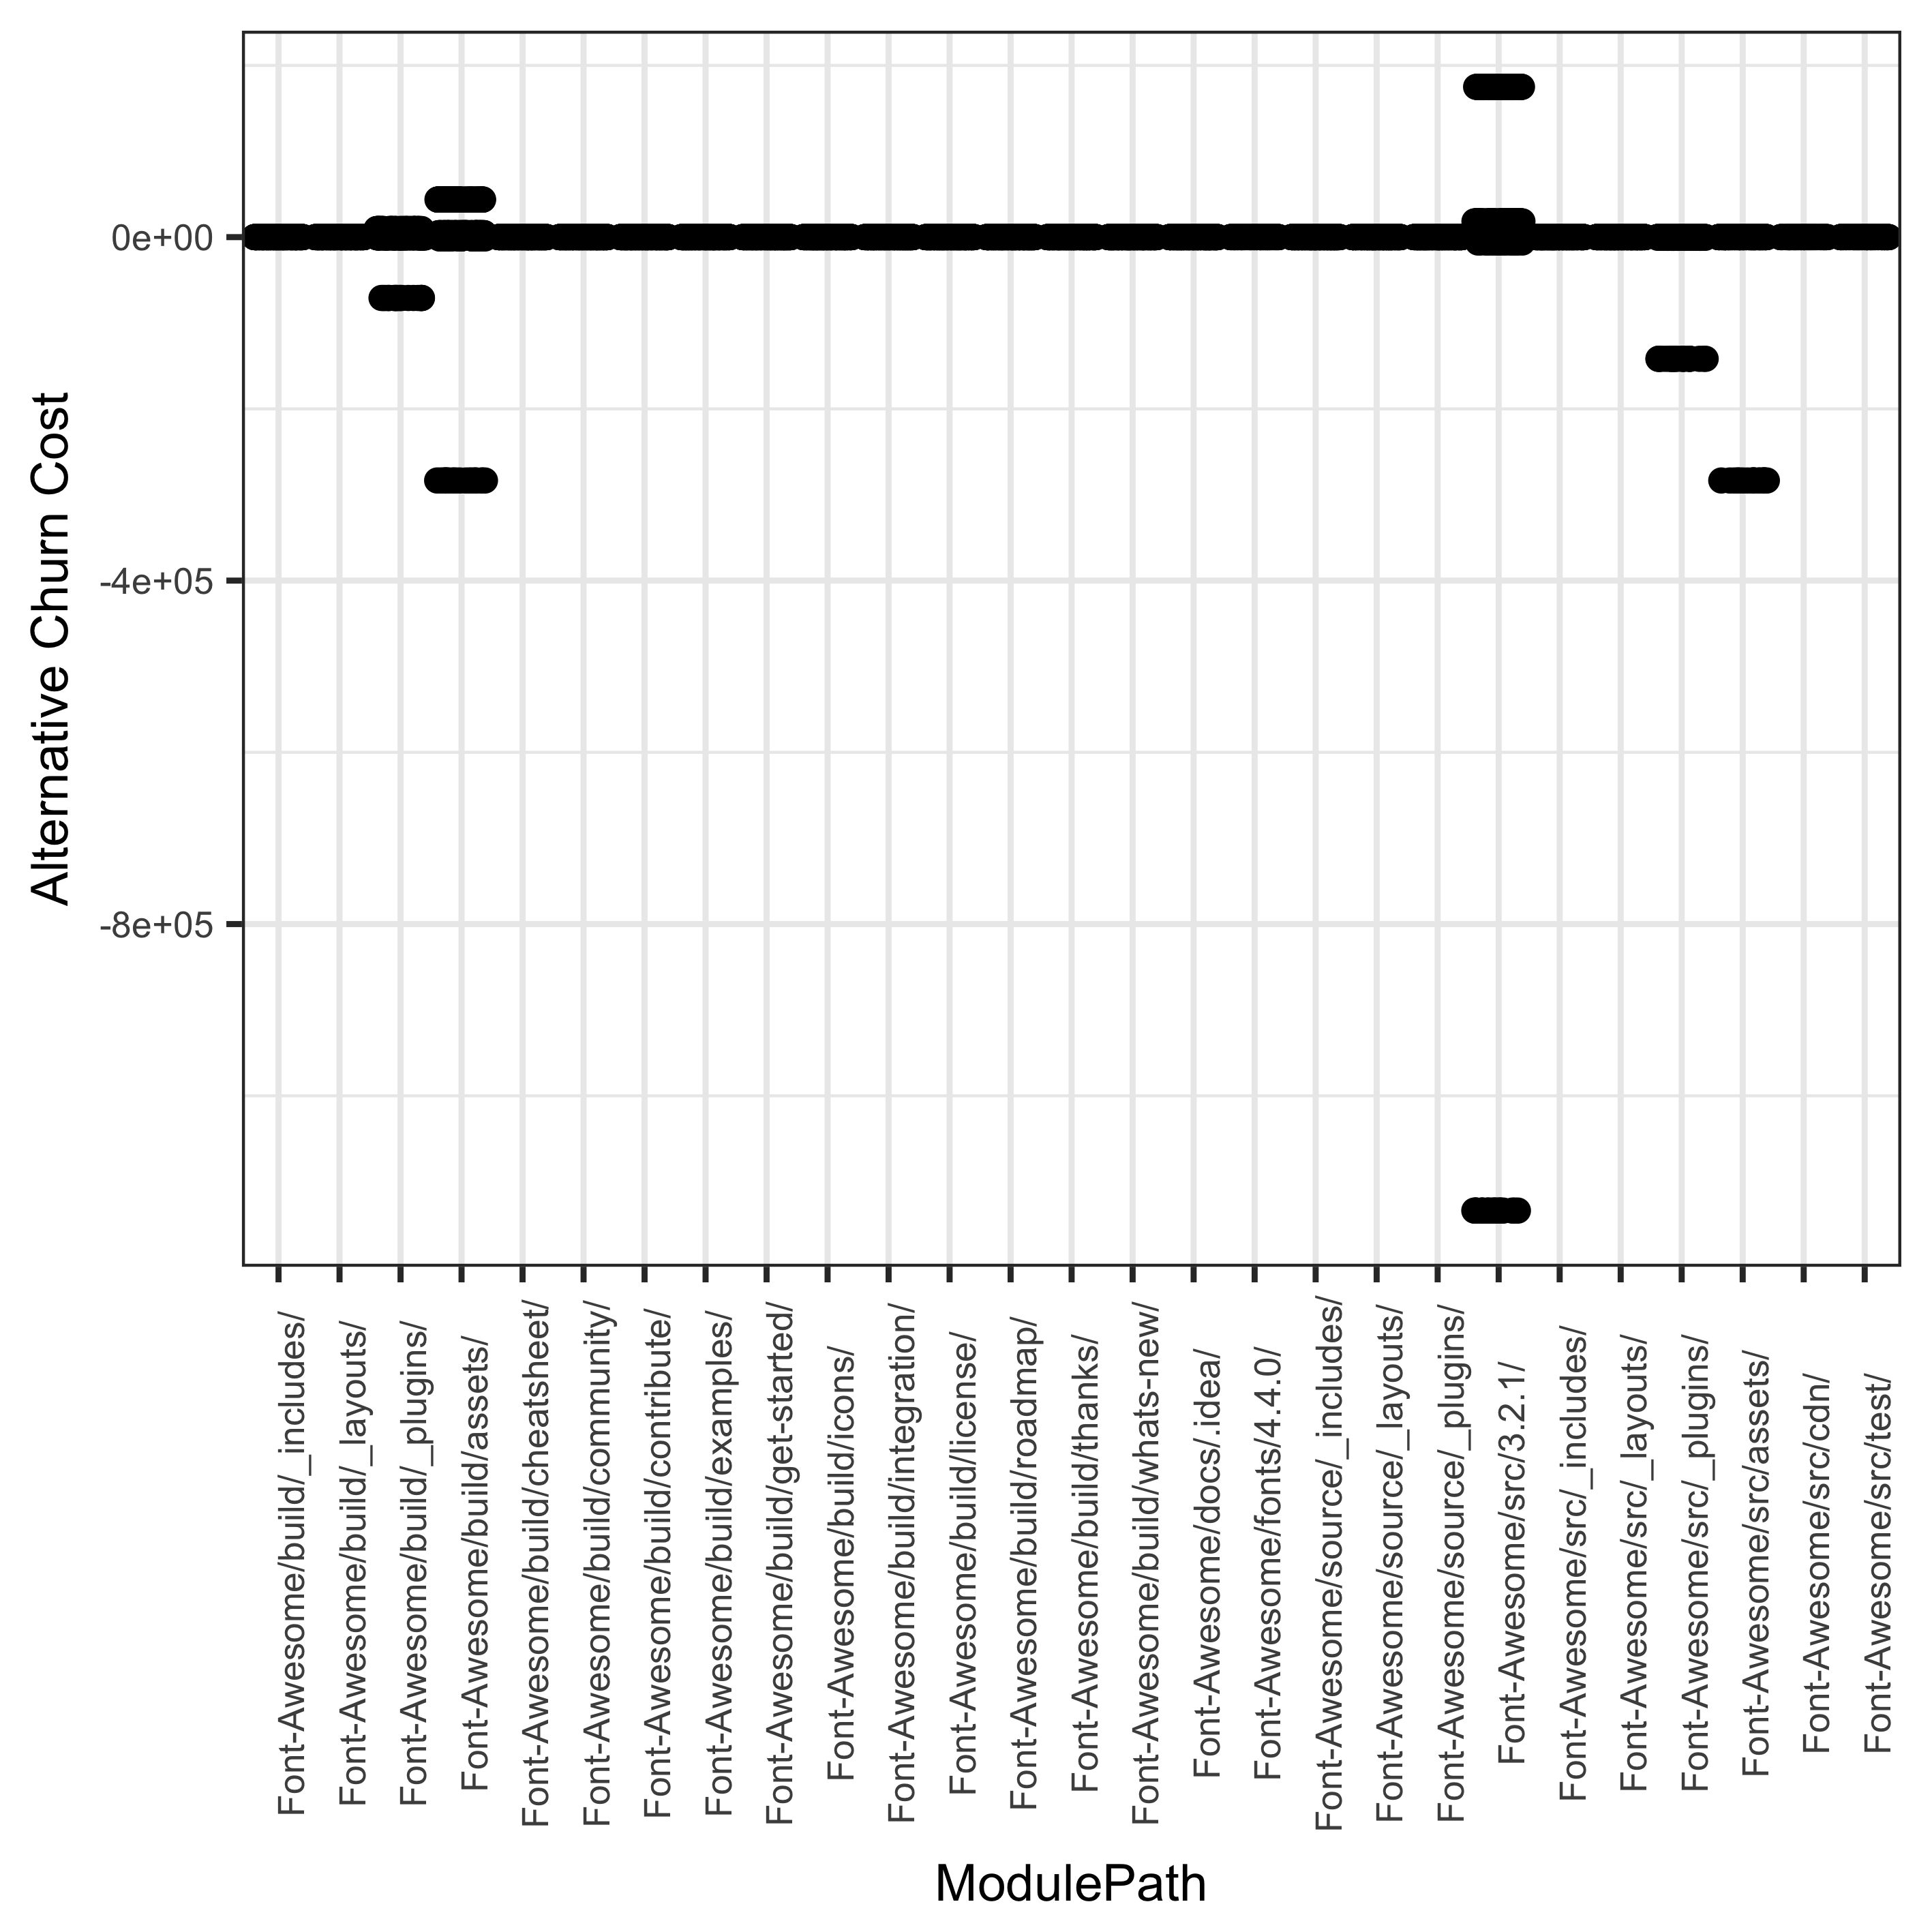 Alternative Churn Cost
0e+00
-4e+05
-8e+05
Font-Awesome/build/_includes/
Font-Awesome/build/_layouts/
Font-Awesome/build/_plugins/
Font-Awesome/build/assets/
Font-Awesome/build/cheatsheet/
Font-Awesome/build/community/
Font-Awesome/build/contribute/
Font-Awesome/build/examples/
Font-Awesome/build/get-started/
Font-Awesome/build/icons/
Font-Awesome/build/integration/
Font-Awesome/build/license/
Font-Awesome/build/roadmap/
Font-Awesome/build/thanks/
Font-Awesome/build/whats-new/
Font-Awesome/docs/.idea/
Font-Awesome/fonts/4.4.0/
Font-Awesome/source/_includes/
Font-Awesome/source/_layouts/
Font-Awesome/source/_plugins/
Font-Awesome/src/3.2.1/
Font-Awesome/src/_includes/
Font-Awesome/src/_layouts/
Font-Awesome/src/_plugins/
Font-Awesome/src/assets/
Font-Awesome/src/cdn/
Font-Awesome/src/test/
ModulePath